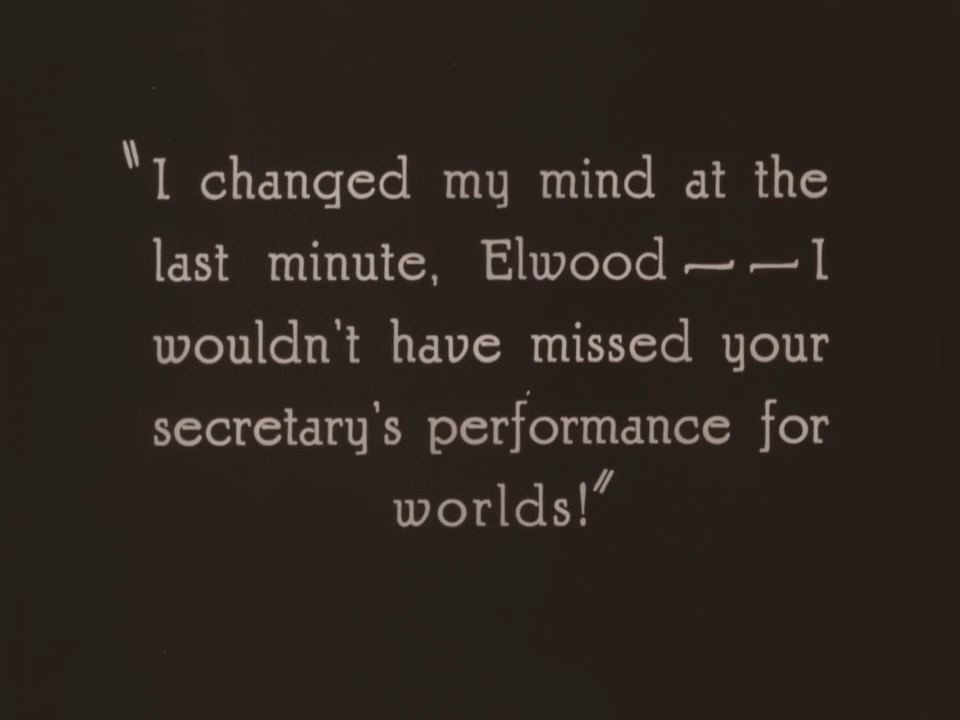 "I changed my mind at the
last minute, Elwood — — I
wouldn't have missed your
secretary's performance for
worlds!"